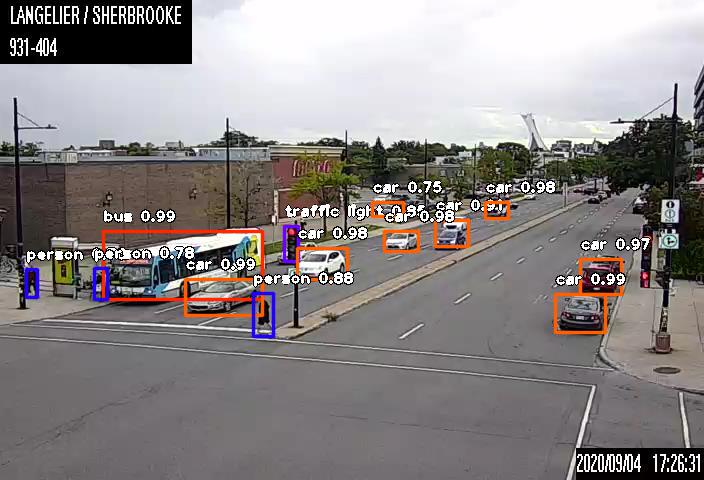 LANGELIER / SHERBROOKE
931-404
car 0.75
car 0.98
bus 0.99
traffic light
car 0.98
car 0.97
person
person 0.78
car 0.98
car 0.99
person 0.88
car 0.99
2020/09/04 17:26:31